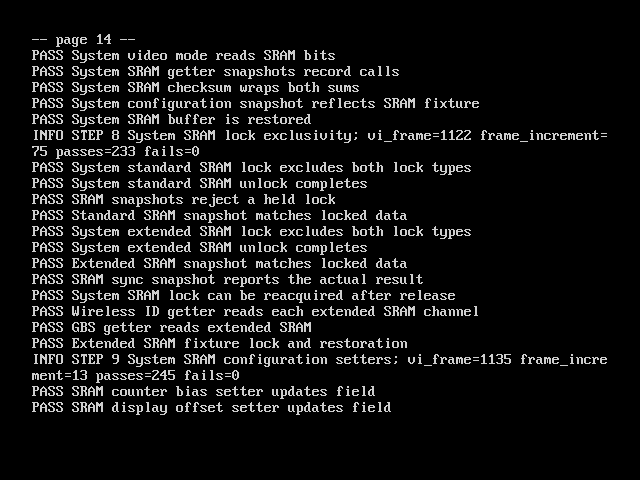 -- page 14 --
PASS System video mode reads SRAM bits
PASS System SRAM getter snapshots record calls
PASS System SRAM checksum wraps both sums
PASS System configuration snapshot reflects SRAM fixture
PASS System SRAM buffer is restored
INFO STEP 8 System SRAM lock exclusivity; vi_frame=1122 frame_increment=
75 passes=233 fails=0
PASS System standard SRAM lock excludes both lock types
PASS System standard SRAM unlock completes
PASS SRAM snapshots reject a held lock
PASS Standard SRAM snapshot matches locked data
PASS System extended SRAM lock excludes both lock types
PASS System extended SRAM unlock completes
PASS Extended SRAM snapshot matches locked data
PASS SRAM sync snapshot reports the actual result
PASS System SRAM lock can be reacquired after release
PASS Wireless ID getter reads each extended SRAM channel
PASS GBS getter reads extended SRAM
PASS Extended SRAM fixture lock and restoration
INFO STEP 9 System SRAM configuration setters; vi_frame=1135 frame_incre
ment=13 passes=245 fails=0
PASS SRAM counter bias setter updates field
PASS SRAM display offset setter updates field